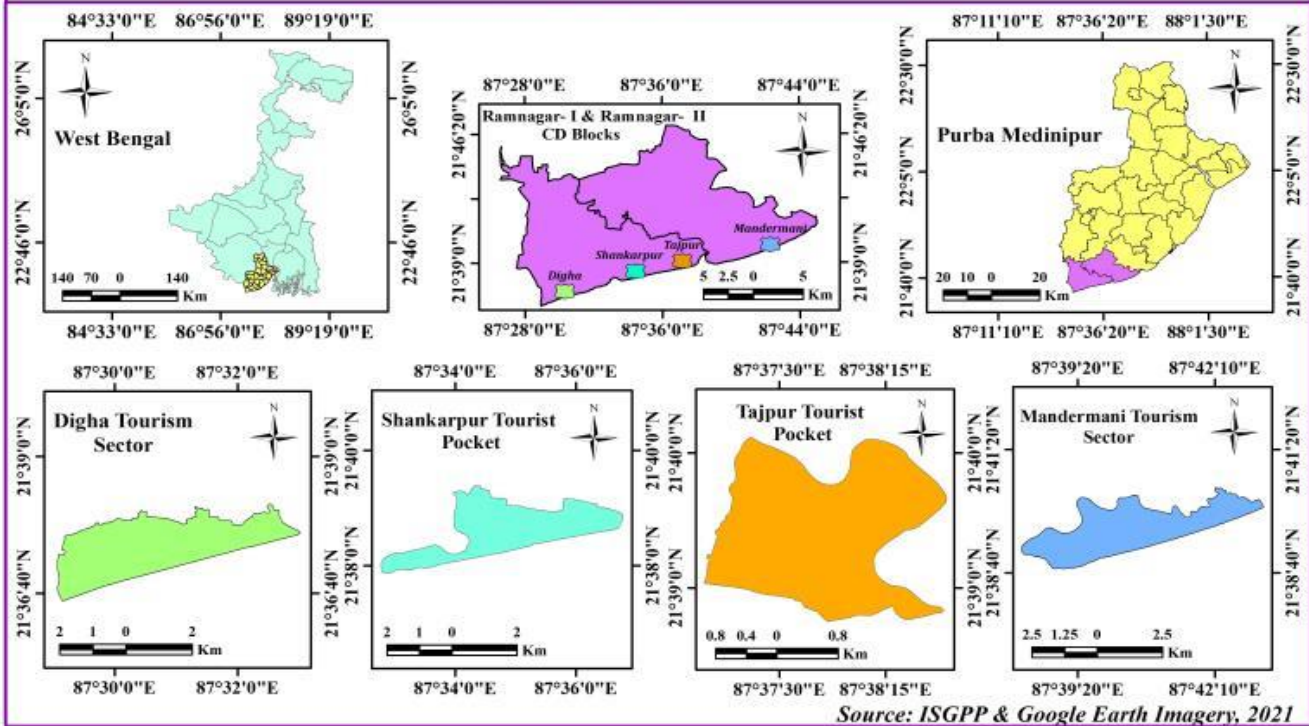 84°33'0"E 86°56'0"E 89°19'0"E
N
West Bengal
26°5'0"N
22°46'0"N
26°5'0"N
22°46'0"N
140 70 0 140
Km
84°33'0"E 86°56'0"E 89°19'0"E
87°28'0"E 87°36'0"E 87°44'0"E
Ramnagar- I & Ramnagar- II
CD Blocks
N
21°46'20"N
21°39'0"N
21°46'20"N
21°39'0"N
Mandermani
Tajpur
Shankarpur
Digha
5 2.5 0 5
Km
87°28'0"E 87°36'0"E 87°44'0"E
87°11'10"E 87°36'20"E 88°1'30"E
N
Purba Medinipur
22°30'0"N
22°5'0"N
21°40'0"N
22°30'0"N
22°5'0"N
21°40'0"N
20 10 0 20
Km
87°11'10"E 87°36'20"E 88°1'30"E
87°30'0"E 87°32'0"E
N
Digha Tourism
Sector
21°39'0"N
21°36'40"N
21°39'0"N
21°36'40"N
2 1 0 2
Km
87°30'0"E 87°32'0"E
87°34'0"E 87°36'0"E
N
Shankarpur Tourist
Pocket
21°40'0"N
21°38'0"N
21°40'0"N
21°38'0"N
2 1 0 2
Km
87°34'0"E 87°36'0"E
87°37'30"E 87°38'15"E
N
Tajpur Tourist
Pocket
21°40'0"N
21°39'0"N
21°40'0"N
21°39'0"N
0.8 0.4 0 0.8
Km
87°37'30"E 87°38'15"E
87°39'20"E 87°42'10"E
N
Mandermani Tourism
Sector
21°41'20"N
21°38'40"N
21°41'20"N
21°38'40"N
2.5 1.25 0 2.5
Km
87°39'20"E 87°42'10"E
Source: ISGPP & Google Earth Imagery, 2021